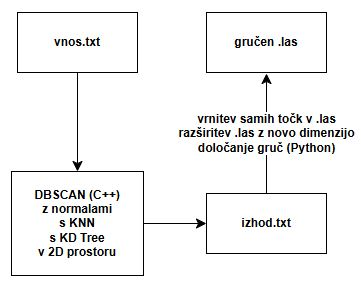 vnos.txt
gručen .las
vrnitev samih točk v .las
razširitev .las z novo dimenzijo
določanje gruč (Python)
DBSCAN (C++)
z normalami
s KNN
s KD Tree
v 2D prostoru
izhod.txt